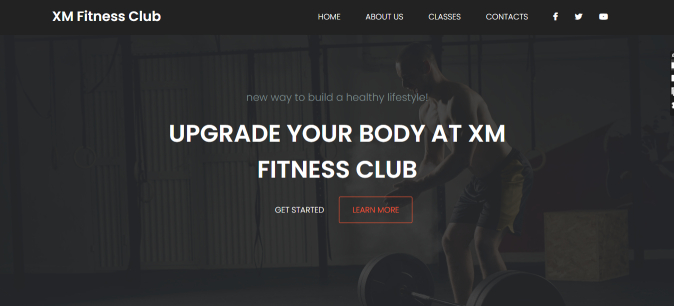 XM Fitness Club
HOME ABOUT US CLASSES CONTACTS
new way to build a healthy lifestyle!
UPGRADE YOUR BODY AT XM
FITNESS CLUB
GET STARTED LEARN MORE